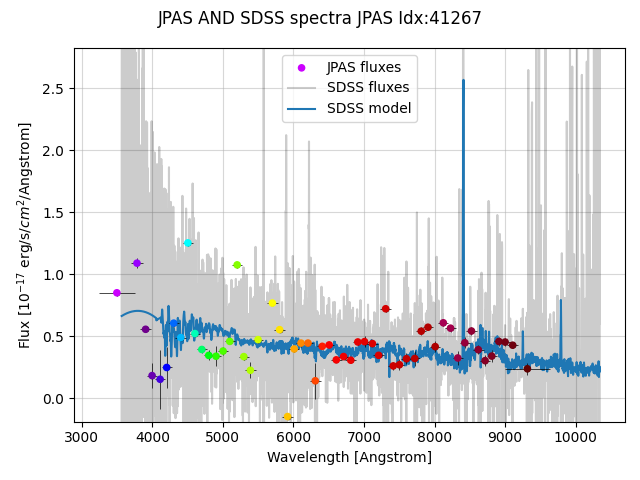 JPAS AND SDSS spectra JPAS Idx:41267
JPAS fluxes
SDSS fluxes
SDSS model
2.5
2.0
1.5
1.0
0.5
0.0
Flux [10⁻¹⁷ erg/s/cm²/Angstrom]
3000 4000 5000 6000 7000 8000 9000 10000
Wavelength [Angstrom]